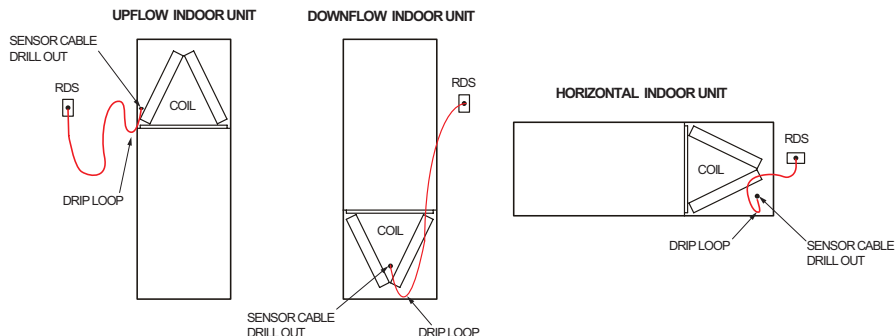 UPFLOW INDOOR UNIT
SENSOR CABLE
DRILL OUT
RDS
COIL
DRIP LOOP
DOWNFLOW INDOOR UNIT
RDS
COIL
SENSOR CABLE
DRILL OUT
DRIP LOOP
HORIZONTAL INDOOR UNIT
RDS
COIL
DRIP LOOP
SENSOR CABLE
DRILL OUT